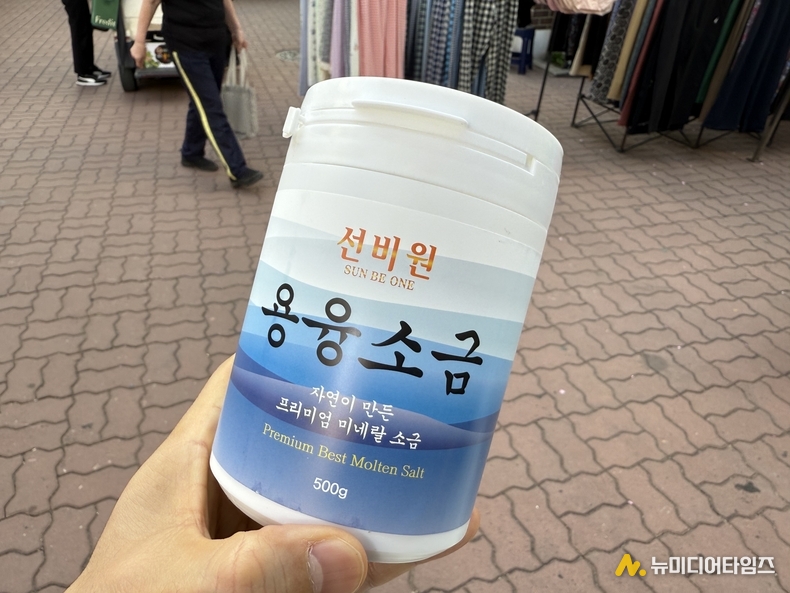 선비원
SUN BE ONE
용융소금
자연이 만든
프리미엄 미네랄 소금
Premium Best Molten Salt
500g
뉴미디어타임즈